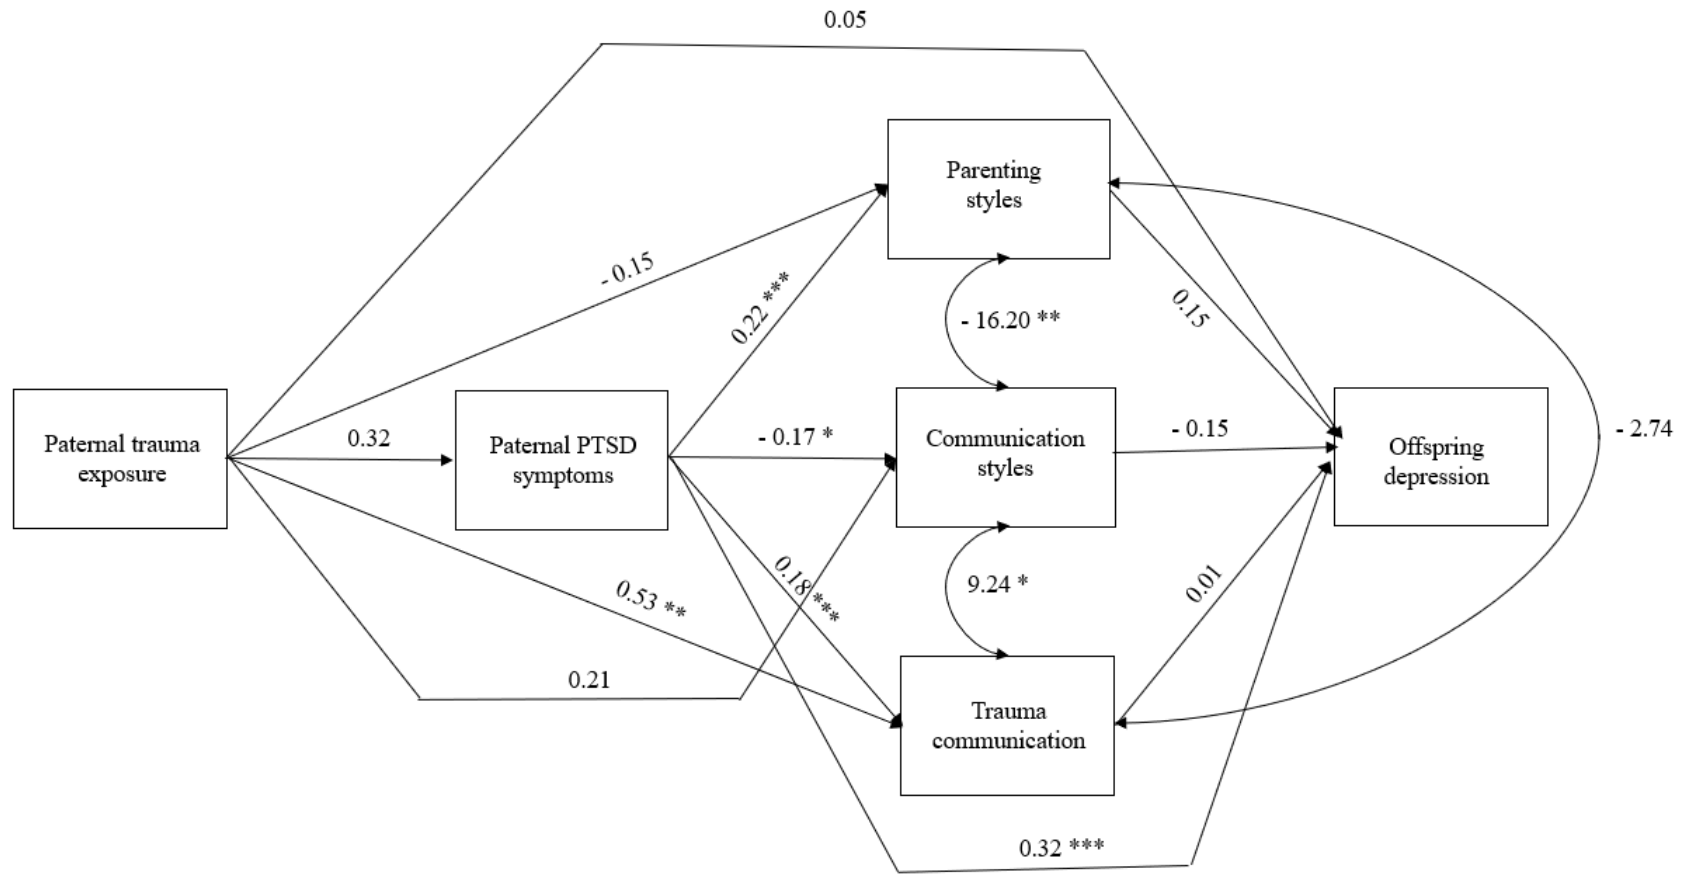 0.05
Parenting
styles
- 0.15
0.22 ***
- 16.20 **
0.15
Paternal trauma
exposure
0.32
Paternal PTSD
symptoms
- 0.17 *
Communication
styles
- 0.15
Offspring
depression
- 2.74
0.53 **
0.18 ***
9.24 *
0.01
0.21
Trauma
communication
0.32 ***